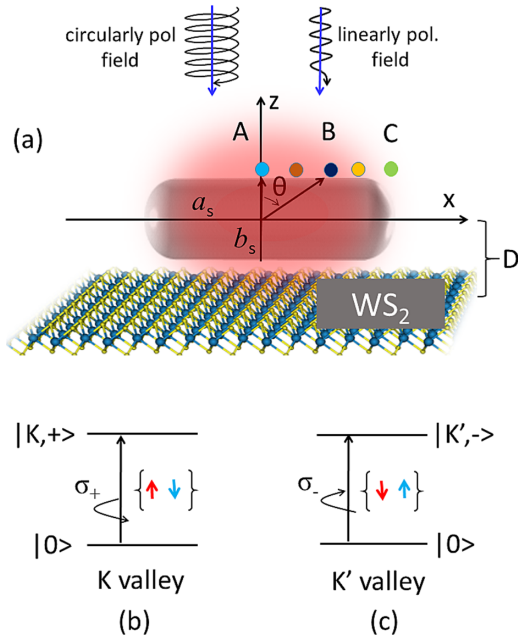 circularly pol
field
linearly pol.
field
(a)
z
A
B
C
θ
x
a_s
b_s
D
WS₂
|K,+>
|K',->
σ₊
σ₋
|0>
|0>
K valley
K' valley
(b)
(c)